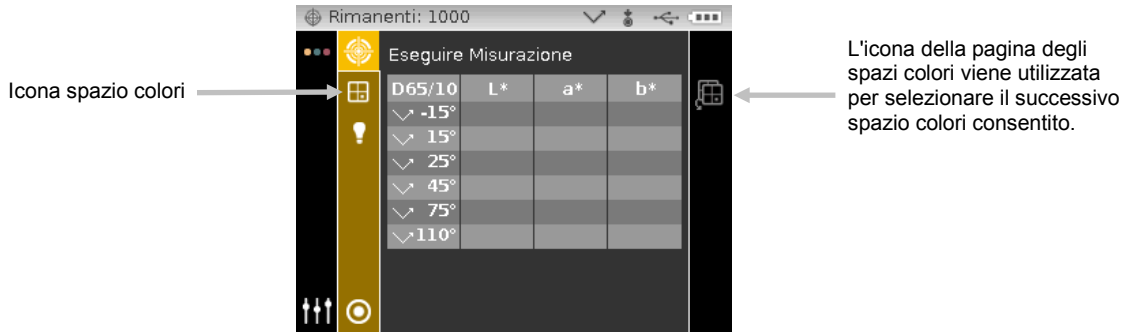 Rimanenti: 1000
Eseguire Misurazione
Icona spazio colori
D65/10 L* a* b*
-15°
15°
25°
45°
75°
110°
L'icona della pagina degli
spazi colori viene utilizzata
per selezionare il successivo
spazio colori consentito.